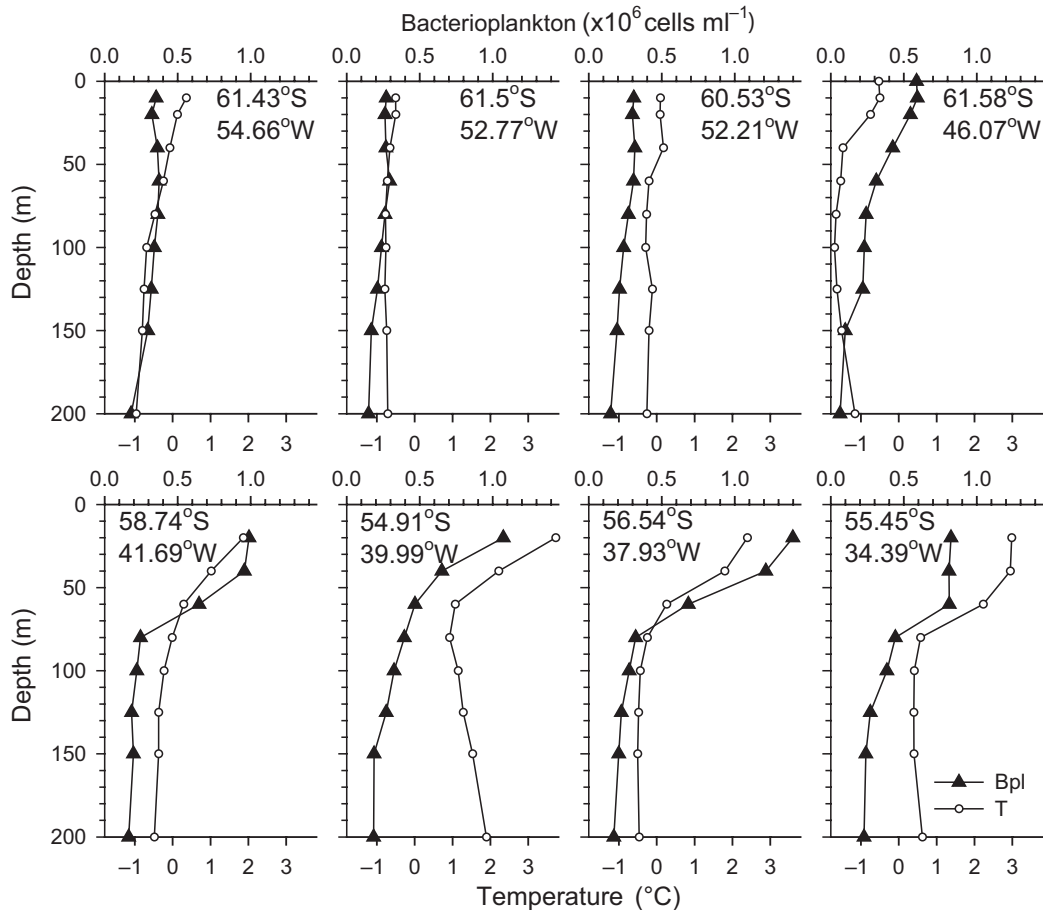 Bacterioplankton (x10⁶ cells ml⁻¹)
0.0 0.5 1.0 0.0 0.5 1.0 0.0 0.5 1.0 0.0 0.5 1.0
0
50
100
150
200
Depth (m)
61.43°S
54.66°W
61.5°S
52.77°W
60.53°S
52.21°W
61.58°S
46.07°W
–1 0 1 2 3 –1 0 1 2 3 –1 0 1 2 3 –1 0 1 2 3
0.0 0.5 1.0 0.0 0.5 1.0 0.0 0.5 1.0 0.0 0.5 1.0
0
50
100
150
200
Depth (m)
58.74°S
41.69°W
54.91°S
39.99°W
56.54°S
37.93°W
55.45°S
34.39°W
Bpl
T
–1 0 1 2 3 –1 0 1 2 3 –1 0 1 2 3 –1 0 1 2 3
Temperature (°C)